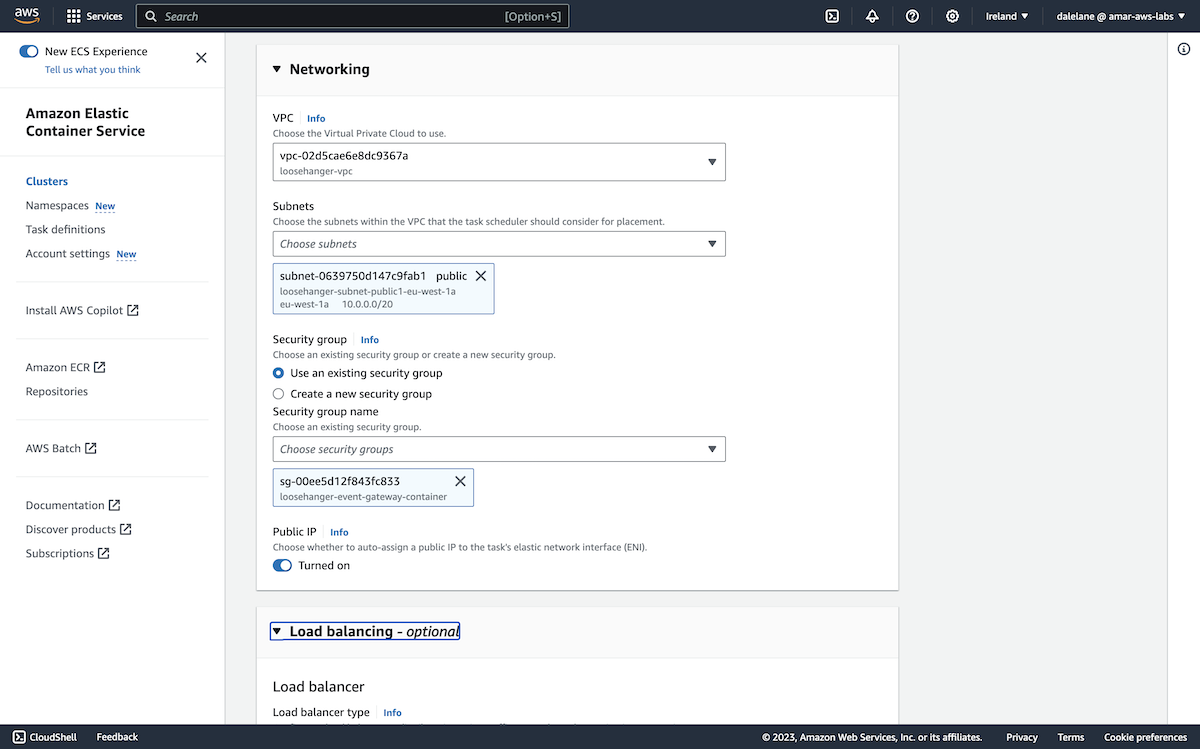 aws
Services
Search
[Option+S]
Ireland
dalelane @ amar-aws-labs
New ECS Experience
Tell us what you think
Amazon Elastic
Container Service
Clusters
Namespaces New
Task definitions
Account settings New
Install AWS Copilot
Amazon ECR
Repositories
AWS Batch
Documentation
Discover products
Subscriptions
Networking
VPC Info
Choose the Virtual Private Cloud to use.
vpc-02d5cae6e8dc9367a
loosehanger-vpc
Subnets
Choose the subnets within the VPC that the task scheduler should consider for placement.
Choose subnets
subnet-0639750d147c9fab1 public
loosehanger-subnet-public1-eu-west-1a
eu-west-1a 10.0.0.0/20
Security group Info
Choose an existing security group or create a new security group.
Use an existing security group
Create a new security group
Security group name
Choose an existing security group.
Choose security groups
sg-00ee5d12f843fc833
loosehanger-event-gateway-container
Public IP Info
Choose whether to auto-assign a public IP to the task's elastic network interface (ENI).
Turned on
Load balancing - optional
Load balancer
Load balancer type Info
CloudShell
Feedback
© 2023, Amazon Web Services, Inc. or its affiliates.
Privacy
Terms
Cookie preferences